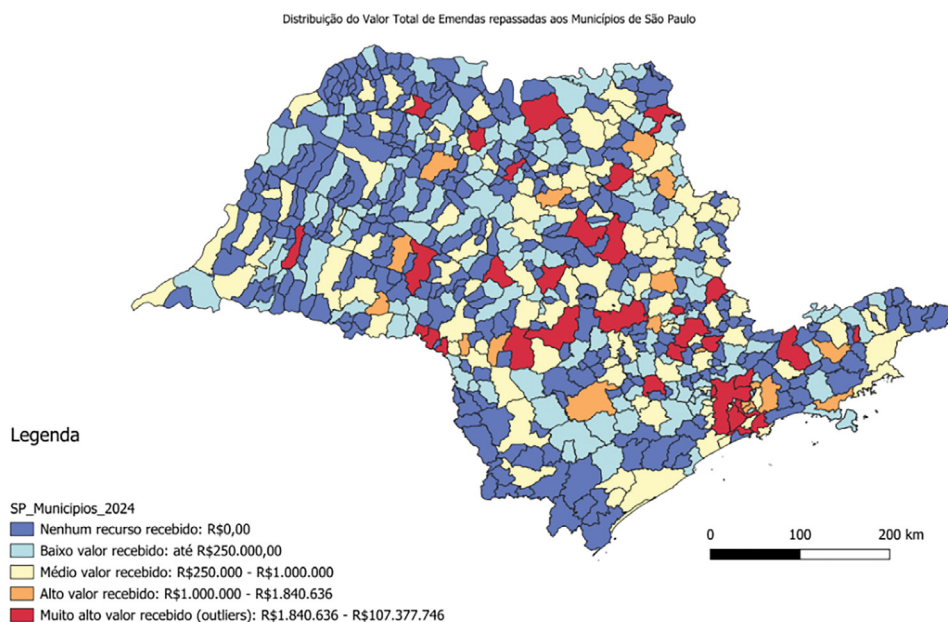 Distribuição do Valor Total de Emendas repassadas aos Municípios de São Paulo
Legenda
SP_Municipios_2024
Nenhum recurso recebido: R$0,00
Baixo valor recebido: até R$250.000,00
Médio valor recebido: R$250.000 - R$1.000.000
Alto valor recebido: R$1.000.000 - R$1.840.636
Muito alto valor recebido (outliers): R$1.840.636 - R$107.377.746
0 100 200 km